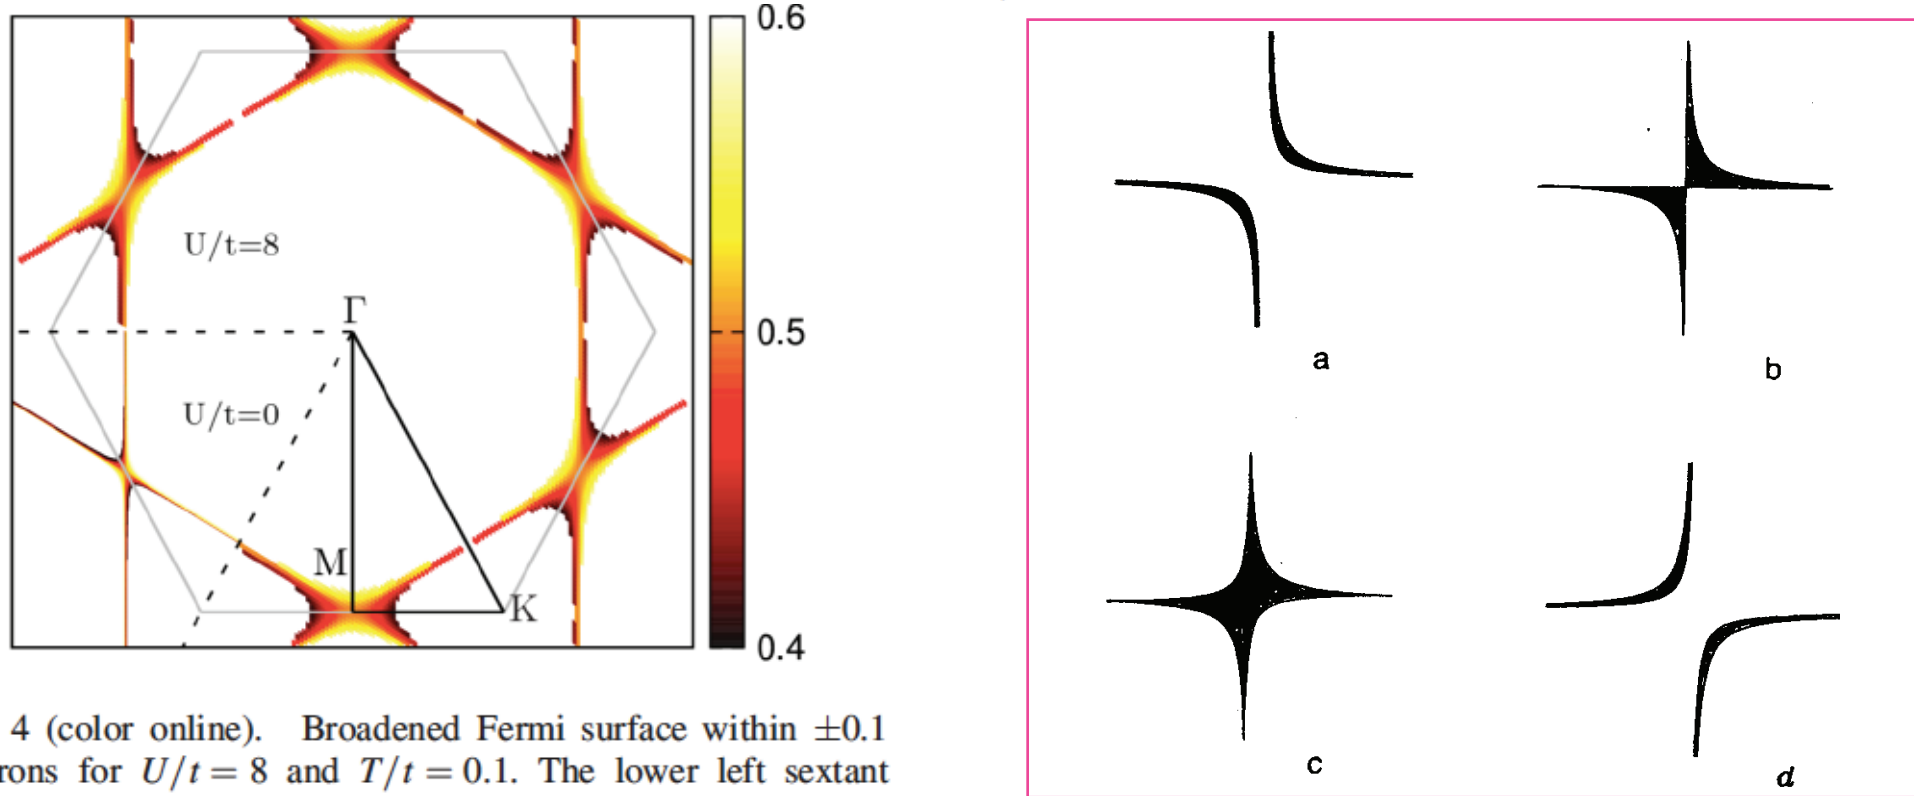 0.6
U/t=8
Γ
0.5
U/t=0
M
K
0.4
4 (color online). Broadened Fermi surface within ±0.1
rons for U/t = 8 and T/t = 0.1. The lower left sextant
a
b
c
d